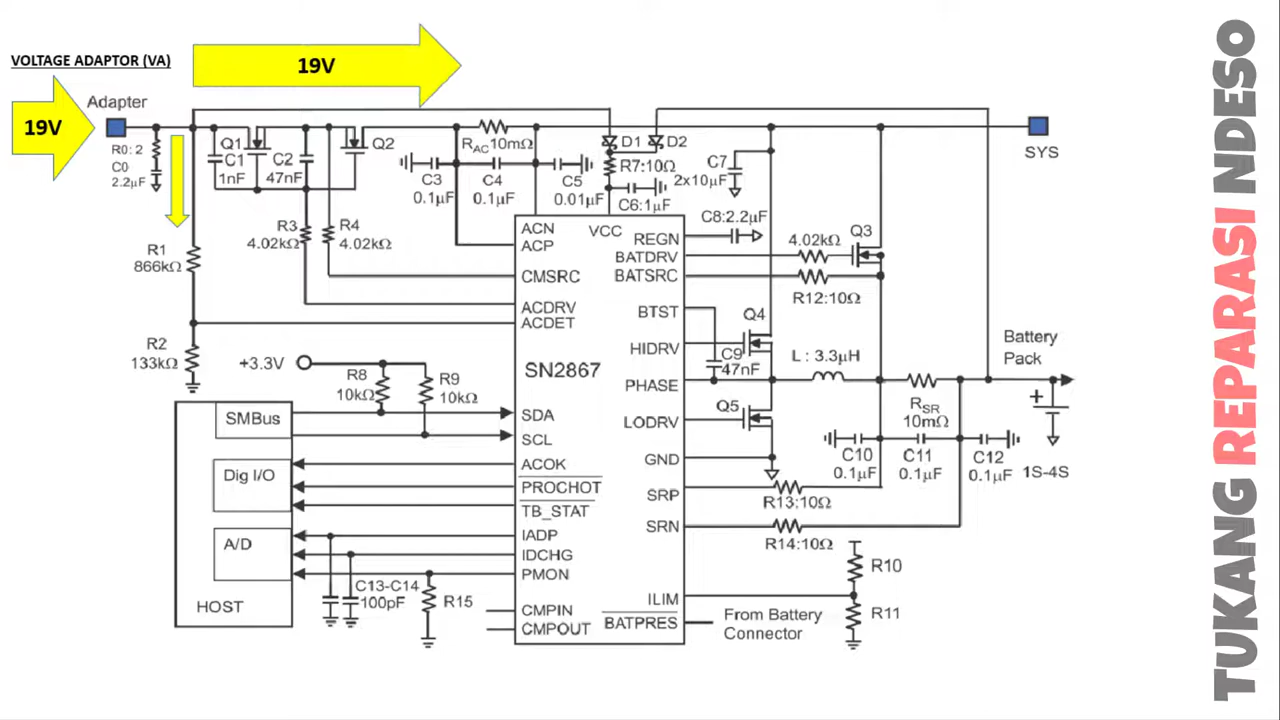 VOLTAGE ADAPTOR (VA)
19V
19V
Adapter
R0: 2
C0
2.2µF
Q1
C1
1nF
C2
47nF
Q2
RAC 10mΩ
C3
0.1µF
C4
0.1µF
C5
0.01µF
D1
D2
R7:10Ω
C6:1µF
C7
2x10µF
SYS
R1
866kΩ
R2
133kΩ
R3
4.02kΩ
R4
4.02kΩ
ACN
ACP
CMSRC
ACDRV
ACDET
VCC
REGN
BATDRV
BATSRC
BTST
HIDRV
PHASE
LODRV
GND
SRP
SRN
ILIM
BATPRES
SN2867
SDA
SCL
ACOK
PROCHOT
TB_STAT
IADP
IDCHG
PMON
CMPIN
CMPOUT
C8:2.2µF
4.02kΩ
Q3
R12:10Ω
Q4
C9
47nF
L : 3.3µH
Q5
RSR
10mΩ
Battery
Pack
+
1S-4S
C10
0.1µF
C11
0.1µF
C12
0.1µF
R13:10Ω
R14:10Ω
R10
R11
From Battery
Connector
+3.3V
R8
10kΩ
R9
10kΩ
SMBus
Dig I/O
A/D
HOST
C13-C14
100pF
R15
TUKANG REPARASI NDESO